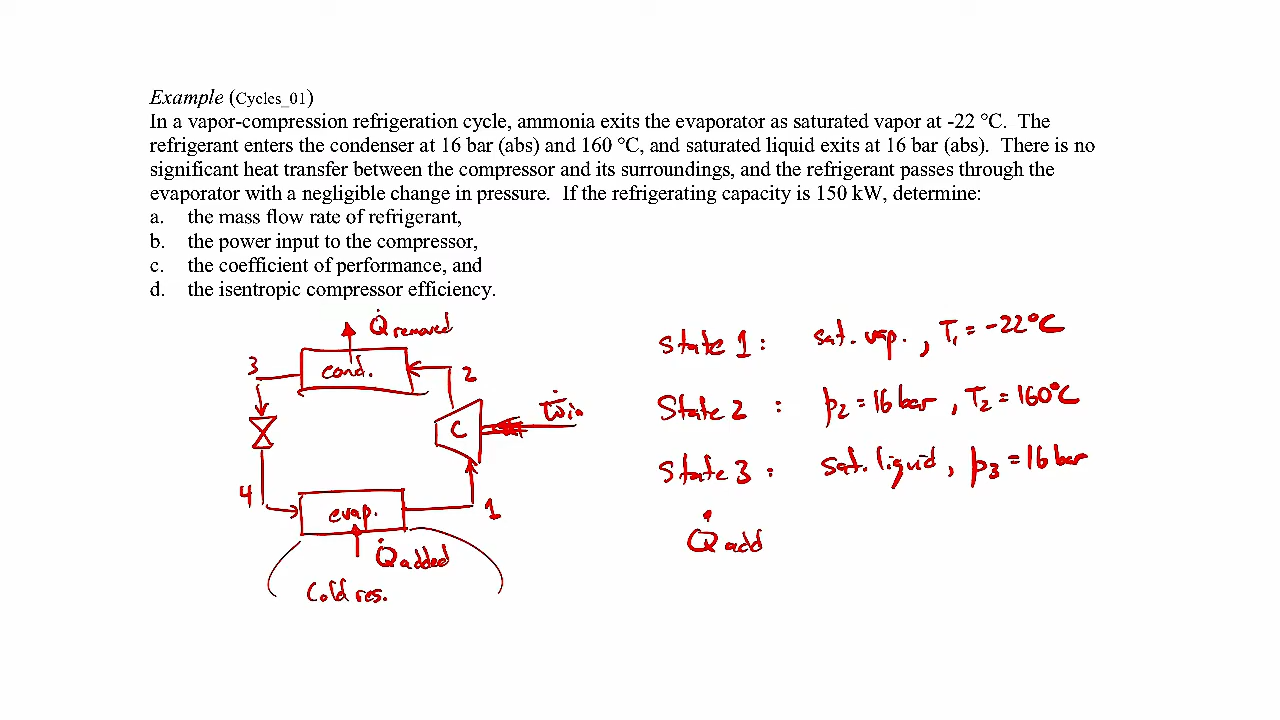 Example (Cycles_01)
In a vapor-compression refrigeration cycle, ammonia exits the evaporator as saturated vapor at -22 °C. The
refrigerant enters the condenser at 16 bar (abs) and 160 °C, and saturated liquid exits at 16 bar (abs). There is no
significant heat transfer between the compressor and its surroundings, and the refrigerant passes through the
evaporator with a negligible change in pressure. If the refrigerating capacity is 150 kW, determine:
a. the mass flow rate of refrigerant,
b. the power input to the compressor,
c. the coefficient of performance, and
d. the isentropic compressor efficiency.
Q̇ removed
3
cond.
2
C
Ẇin
4
evap.
1
Q̇ added
Cold res.
State 1: sat. vap., T₁ = -22°C
State 2: p₂ = 16 bar, T₂ = 160°C
State 3: sat. liquid, p₃ = 16 bar
Q̇ add